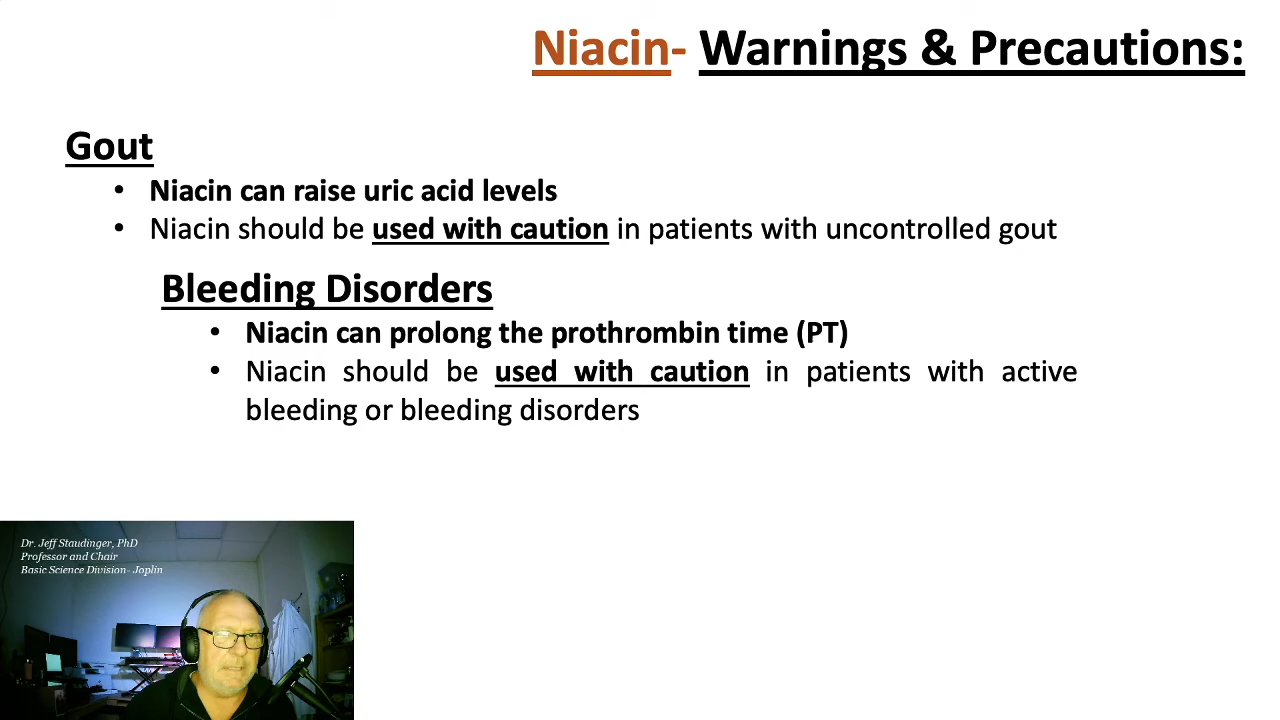 Niacin- Warnings & Precautions:
Gout
• Niacin can raise uric acid levels
• Niacin should be used with caution in patients with uncontrolled gout
Bleeding Disorders
• Niacin can prolong the prothrombin time (PT)
• Niacin should be used with caution in patients with active
bleeding or bleeding disorders
Dr. Jeff Staudinger, PhD
Professor and Chair
Basic Science Division- Joplin